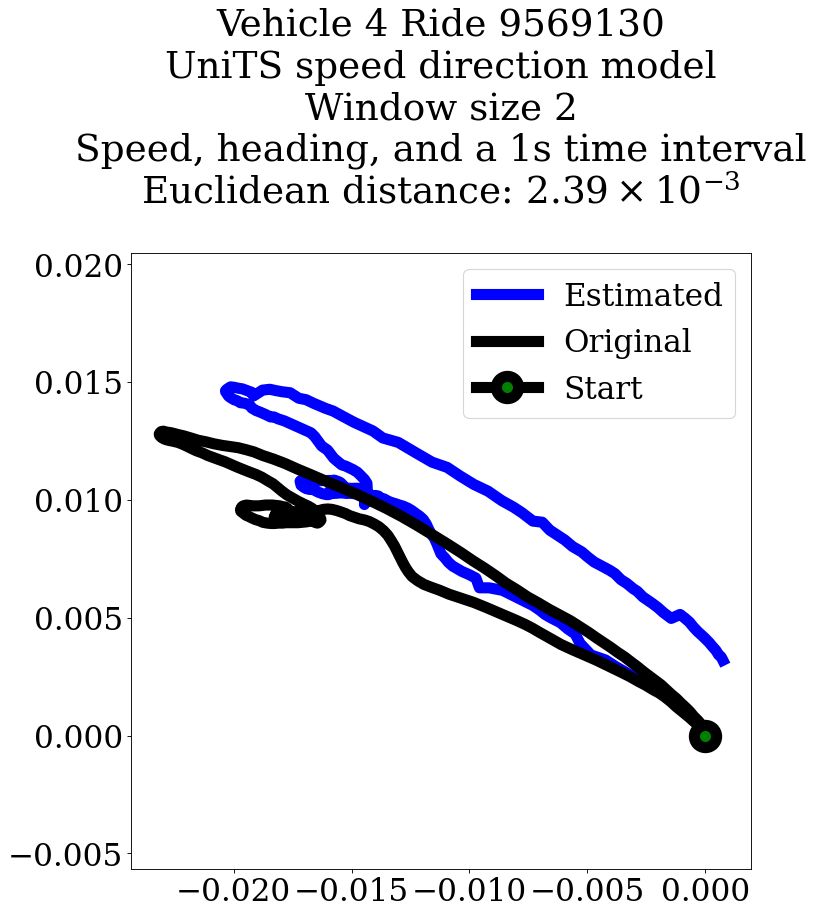 Vehicle 4 Ride 9569130
UniTS speed direction model
Window size 2
Speed, heading, and a 1s time interval
Euclidean distance: 2.39 × 10⁻³
0.020
0.015
0.010
0.005
0.000
−0.005
Estimated
Original
Start
−0.020 −0.015 −0.010 −0.005 0.000